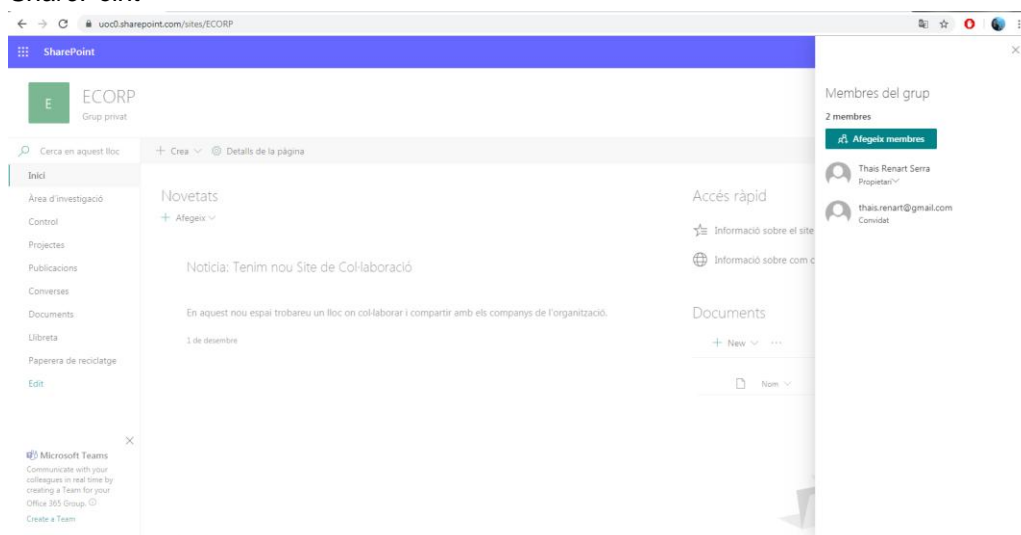 SharePoint
uoc0.sharepoint.com/sites/ECORP
SharePoint
E
ECORP
Grup privat
Cerca en aquest lloc
Crea
Detalls de la pàgina
Inici
Àrea d'investigació
Control
Projectes
Publicacions
Converses
Documents
Llibreta
Paperera de reciclatge
Edit
Microsoft Teams
Communicate with your
colleagues in real time by
creating a Team for your
Office 365 Group.
Create a Team
Novetats
+ Afegeix
Notícia: Tenim nou Site de Col·laboració
En aquest nou espai trobareu un lloc on col·laborar i compartir amb els companys de l'organització.
1 de desembre
Accés ràpid
Informació sobre el site
Informació sobre com c
Documents
+ New
Nom
Membres del grup
2 membres
Afegeix membres
Thais Renart Serra
Propietari
thais.renart@gmail.com
Convidat